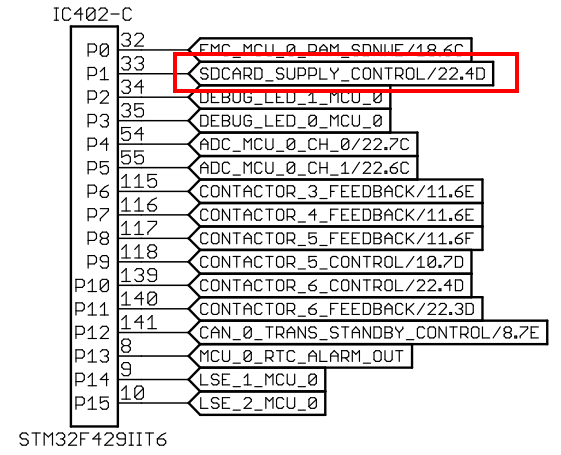 IC402-C
P0 32 FMC_MCU_0_RAM_SDNWE/18.6C
P1 33 SDCARD_SUPPLY_CONTROL/22.4D
P2 34 DEBUG_LED_1_MCU_0
P3 35 DEBUG_LED_0_MCU_0
P4 54 ADC_MCU_0_CH_0/22.7C
P5 55 ADC_MCU_0_CH_1/22.6C
P6 115 CONTACTOR_3_FEEDBACK/11.6E
P7 116 CONTACTOR_4_FEEDBACK/11.6E
P8 117 CONTACTOR_5_FEEDBACK/11.6F
P9 118 CONTACTOR_5_CONTROL/10.7D
P10 139 CONTACTOR_6_CONTROL/22.4D
P11 140 CONTACTOR_6_FEEDBACK/22.3D
P12 141 CAN_0_TRANS_STANDBY_CONTROL/8.7E
P13 8 MCU_0_RTC_ALARM_OUT
P14 9 LSE_1_MCU_0
P15 10 LSE_2_MCU_0
STM32F429IIT6